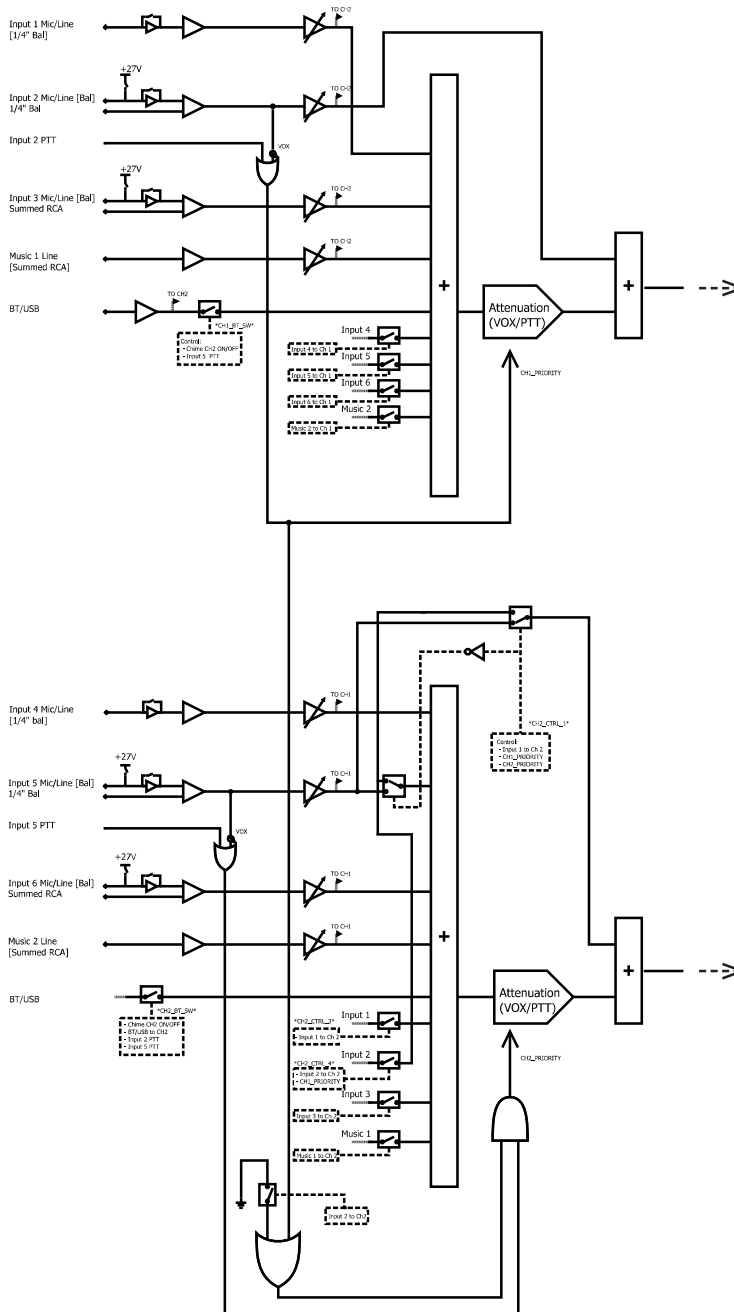 Input 1 Mic/Line
[1/4" Bal]
TO CH2
+27V
Input 2 Mic/Line [Bal]
1/4" Bal
TO CH2
Input 2 PTT
VOX
+27V
Input 3 Mic/Line [Bal]
Summed RCA
TO CH2
Music 1 Line
[Summed RCA]
TO CH2
BT/USB
TO CH2
*CH1_BT_SW*
Control:
- Chime CH2 ON/OFF
- Input 5 PTT
+
Attenuation
(VOX/PTT)
+
Input 4
Input 4 to Ch 1
Input 5
Input 5 to Ch 1
Input 6
Input 6 to Ch 1
Music 2
Music 2 to Ch 1
CH1_PRIORITY
Input 4 Mic/Line
[1/4" bal]
TO CH1
*CH2_CTRL_1*
Control:
- Input 1 to Ch 2
- CH1_PRIORITY
- CH2_PRIORITY
+27V
Input 5 Mic/Line [Bal]
1/4" Bal
TO CH1
Input 5 PTT
VOX
+27V
Input 6 Mic/Line [Bal]
Summed RCA
TO CH1
Music 2 Line
[Summed RCA]
TO CH1
+
+
BT/USB
*CH2_BT_SW*
- Chime CH2 ON/OFF
- BT/USB to CH2
- Input 2 PTT
- Input 5 PTT
Attenuation
(VOX/PTT)
Input 1
*CH2_CTRL_3*
- Input 1 to Ch 2
Input 2
*CH2_CTRL_4*
- Input 2 to Ch 2
- CH1_PRIORITY
CH2_PRIORITY
Input 3
Input 3 to Ch 2
Music 1
Music 1 to Ch 2
Input 2 to Ch2